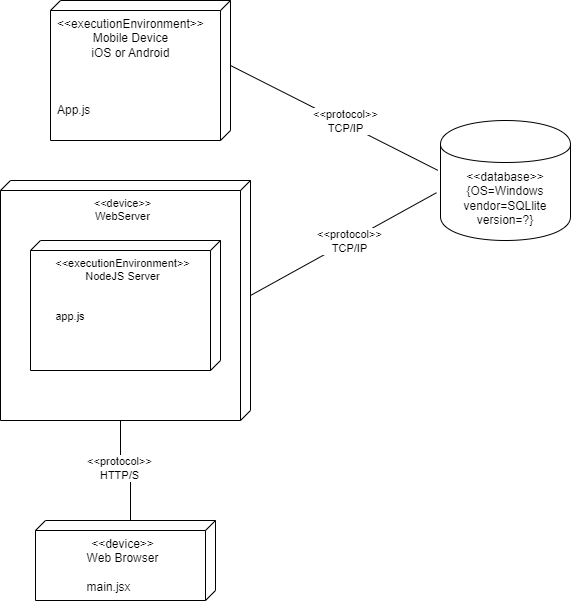 <<executionEnvironment>>
Mobile Device
iOS or Android
App.js
<<protocol>>
TCP/IP
<<database>>
{OS=Windows
vendor=SQLlite
version=?}
<<device>>
WebServer
<<protocol>>
TCP/IP
<<executionEnvironment>>
NodeJS Server
app.js
<<protocol>>
HTTP/S
<<device>>
Web Browser
main.jsx